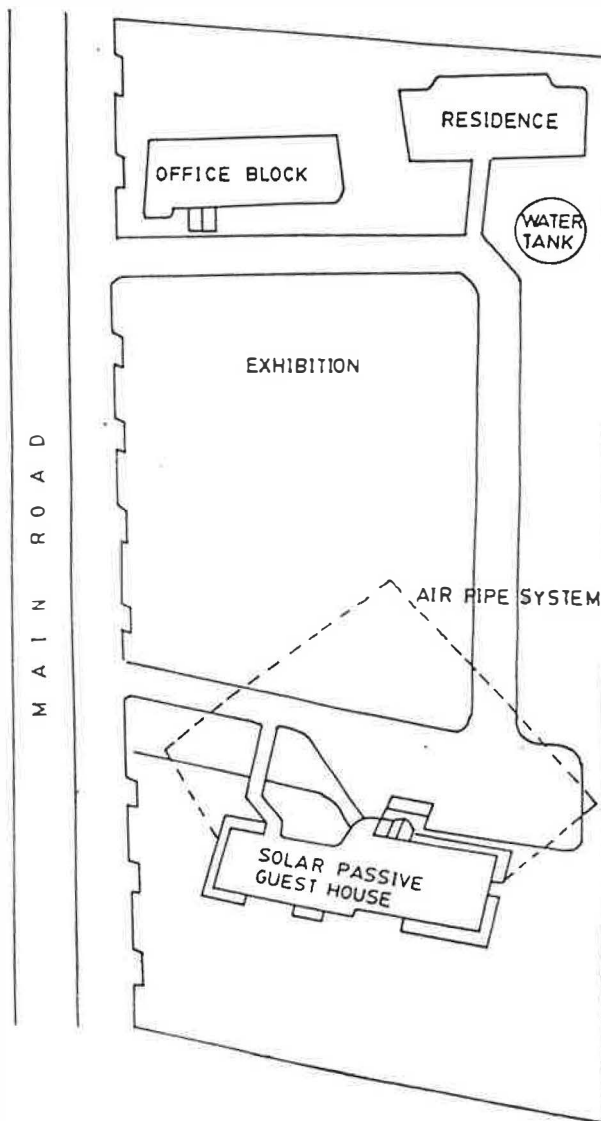 RESIDENCE
OFFICE BLOCK
WATER
TANK
EXHIBITION
MAIN ROAD
AIR PIPE SYSTEM
SOLAR PASSIVE
GUEST HOUSE